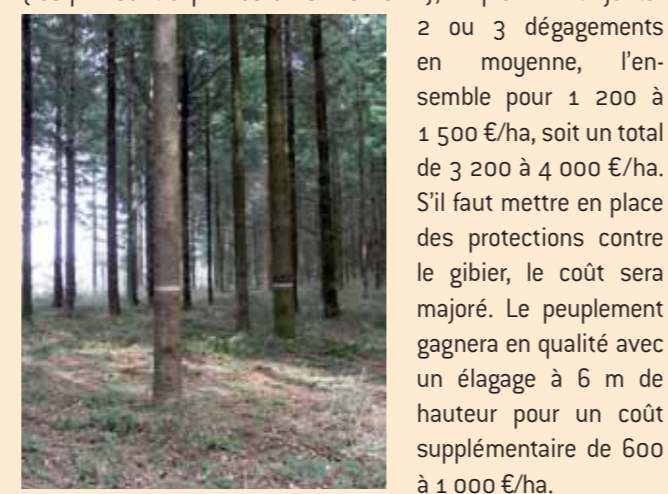 2 ou 3 dégagements
en moyenne, l'en-
semble pour 1 200 à
1 500 €/ha, soit un total
de 3 200 à 4 000 €/ha.
S'il faut mettre en place
des protections contre
le gibier, le coût sera
majoré. Le peuplement
gagnera en qualité avec
un élagage à 6 m de
hauteur pour un coût
supplémentaire de 600
à 1 000 €/ha.